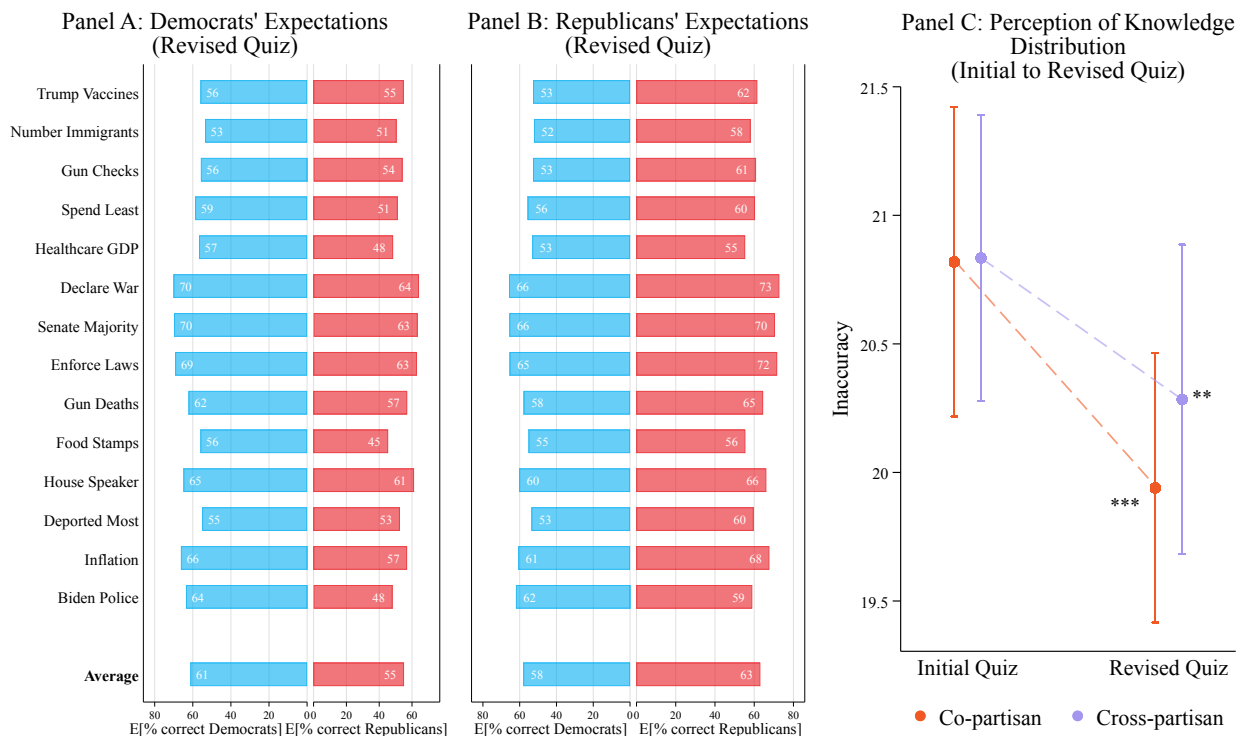 Panel A: Democrats' Expectations
(Revised Quiz)
Panel B: Republicans' Expectations
(Revised Quiz)
Panel C: Perception of Knowledge
Distribution
(Initial to Revised Quiz)
Trump Vaccines 56 55 53 62
Number Immigrants 53 51 52 58
Gun Checks 56 54 53 61
Spend Least 59 51 56 60
Healthcare GDP 57 48 53 55
Declare War 70 64 66 73
Senate Majority 70 63 66 70
Enforce Laws 69 63 65 72
Gun Deaths 62 57 58 65
Food Stamps 56 45 55 56
House Speaker 65 61 60 66
Deported Most 55 53 53 60
Inflation 66 57 61 68
Biden Police 64 48 62 59
Average 61 55 58 63
80 60 40 20 0 0 20 40 60
E[% correct Democrats] E[% correct Republicans]
80 60 40 20 0 0 20 40 60 80
E[% correct Democrats] E[% correct Republicans]
Inaccuracy
21.5
21
20.5
20
19.5
**
***
Initial Quiz Revised Quiz
Co-partisan Cross-partisan